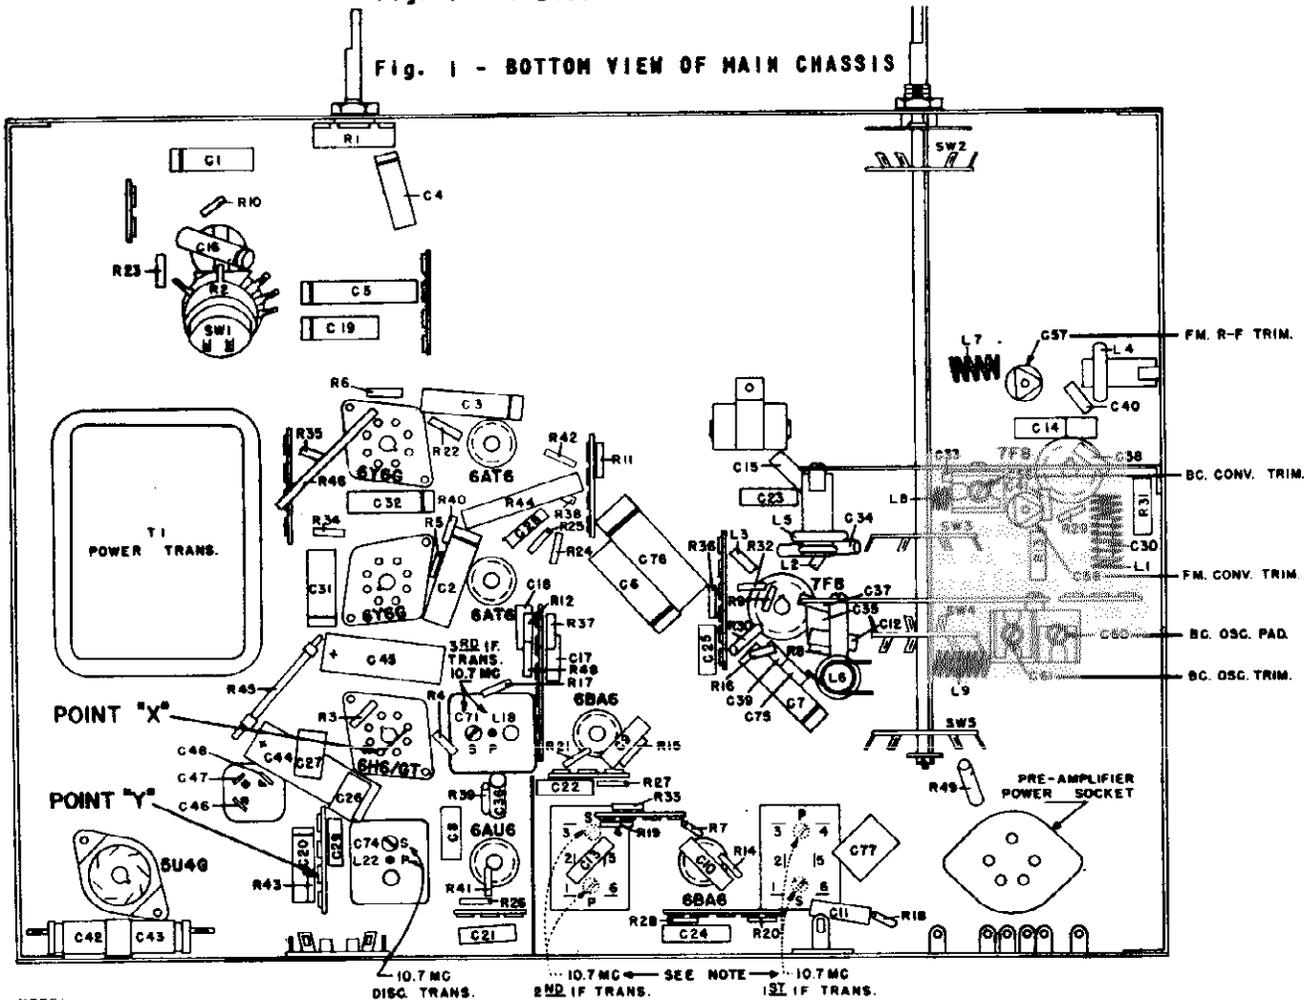 Fig. 1 - BOTTOM VIEW OF MAIN CHASSIS
R1
C1
C4
R10
C16
R23
R2
SW1
C5
C19
SW2
L7
C57
FM. R-F TRIM.
L4
C40
C14
R6
C3
R22
R35
6Y6G
6AT6
R42
R11
R46
C32
R40
R44
R38
C28
R25
R24
R34
R5
C31
C2
6Y6G
6AT6
C76
C6
C15
C23
L5
C34
L2
L3
R32
R36
C33
7F8
C38
BC. CONV. TRIM.
L8
SW3
R31
C30
L1
FM. CONV. TRIM.
7F8
C37
C35
C12
R9
R30
R8
C25
R16
C39
C75
C7
L6
SW4
C60
BC. OSC. PAD.
BC. OSC. TRIM.
L9
T1
POWER TRANS.
C18
R12
R37
C17
R48
R17
3RD IF.
TRANS.
10.7 MC
C45
R45
POINT "X"
R3
R4
C71
L18
S
P
6BA6
R21
R15
C44
C27
6H6/GT
C48
C47
C46
C26
R39
C36
C22
R27
R33
SW5
R49
PRE-AMPLIFIER
POWER SOCKET
POINT "Y"
5U4G
C20
C29
R43
C74
S
L22
P
C8
6AU6
R41
R26
C21
S
3
4
R19
2
5
C13
1
6
P
R7
C10
R14
6BA6
P
3
4
2
5
1
6
S
C77
C11
R18
R28
C24
R20
C42
C43
10.7 MC
DISC. TRANS.
10.7 MC
2ND IF TRANS.
SEE NOTE
10.7 MC
1ST IF TRANS.